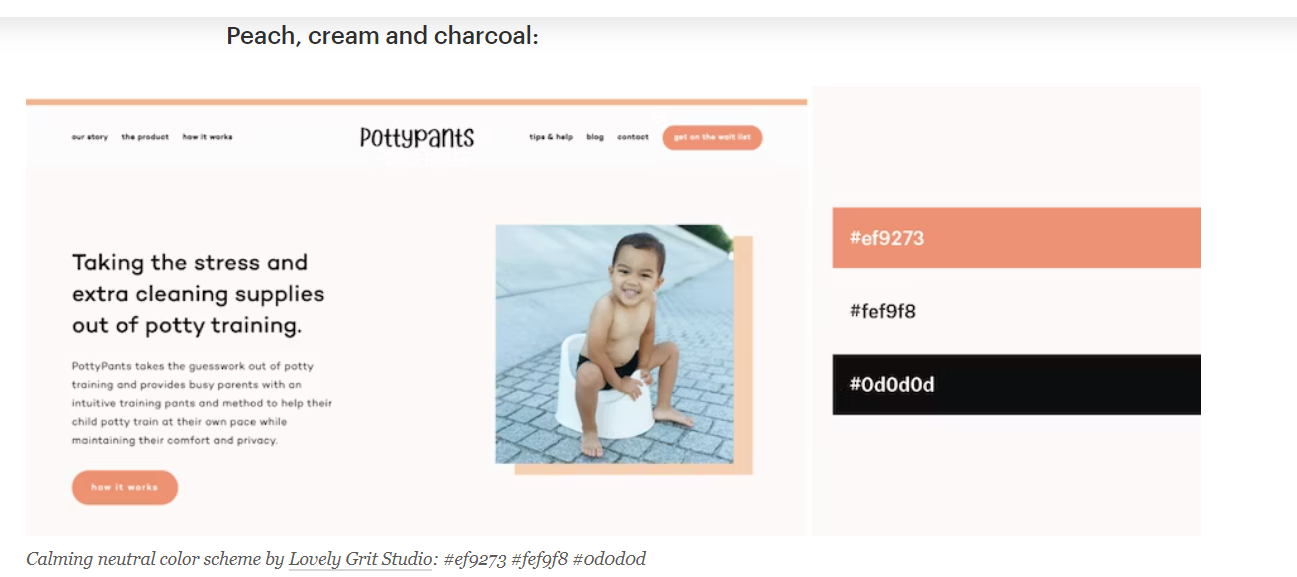 Peach, cream and charcoal:
our story the product how it works
Pottypants
tips & help blog contact get on the wait list
Taking the stress and
extra cleaning supplies
out of potty training.
PottyPants takes the guesswork out of potty
training and provides busy parents with an
intuitive training pants and method to help their
child potty train at their own pace while
maintaining their comfort and privacy.
how it works
#ef9273
#fef9f8
#0d0d0d
Calming neutral color scheme by Lovely Grit Studio: #ef9273 #fef9f8 #0d0d0d